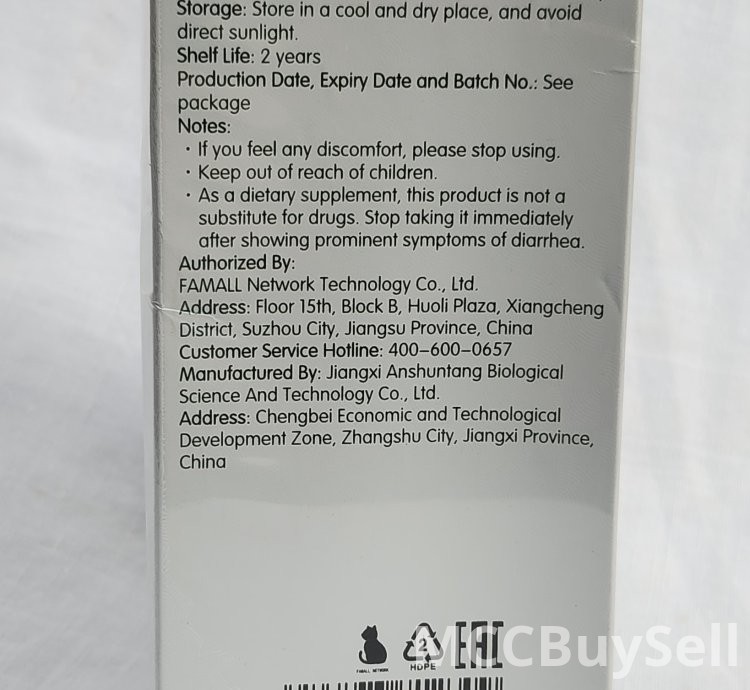 Storage: Store in a cool and dry place, and avoid
direct sunlight.
Shelf Life: 2 years
Production Date, Expiry Date and Batch No.: See
package
Notes:
· If you feel any discomfort, please stop using.
· Keep out of reach of children.
· As a dietary supplement, this product is not a
substitute for drugs. Stop taking it immediately
after showing prominent symptoms of diarrhea.
Authorized By:
FAMALL Network Technology Co., Ltd.
Address: Floor 15th, Block B, Huoli Plaza, Xiangcheng
District, Suzhou City, Jiangsu Province, China
Customer Service Hotline: 400-600-0657
Manufactured By: Jiangxi Anshuntang Biological
Science And Technology Co., Ltd.
Address: Chengbei Economic and Technological
Development Zone, Zhangshu City, Jiangxi Province,
China
2
EAC
FAMALL NETWORK
HDPE
MCCBuySell